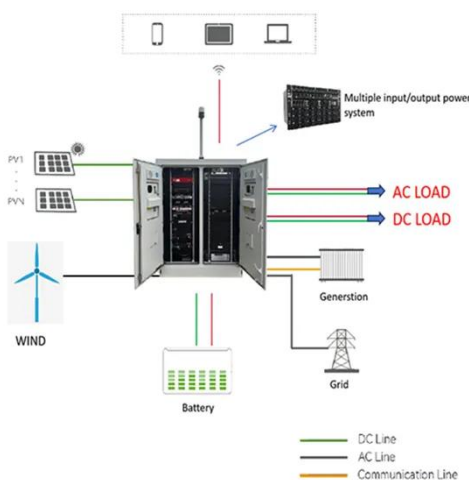 Multiple input/output power
system
PV1
PVN
AC LOAD
DC LOAD
WIND
Generstion
Battery
Grid
DC Line
AC Line
Communication Line